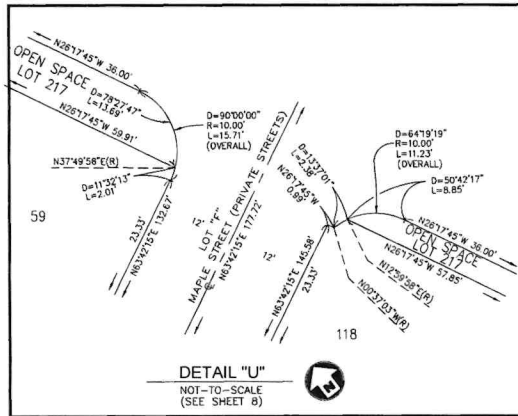 N26°17'45"W 36.00'
OPEN SPACE
LOT 217
D=78°27'47"
L=13.69'
N26°17'45"W 59.91'
D=90°00'00"
R=10.00'
L=15.71'
(OVERALL)
N37°49'58"E(R)
D=11°32'13"
L=2.01'
59
23.33'
N63°42'15"E 132.67'
12'
MAPLE STREET (PRIVATE STREETS)
LOT "F"
N63°42'15"E 177.72'
12'
D=13°37'01"
L=2.38'
N26°17'45"W
0.69'
D=64°19'19"
R=10.00'
L=11.23'
(OVERALL)
D=50°42'17"
L=8.85'
N26°17'45"W 36.00'
OPEN SPACE
LOT 217
N26°17'45"W 57.85'
N12°59'58"E(R)
N00°37'03"W(R)
N63°42'15"E 145.58'
23.33'
118
DETAIL "U"
NOT-TO-SCALE
(SEE SHEET 8)
N